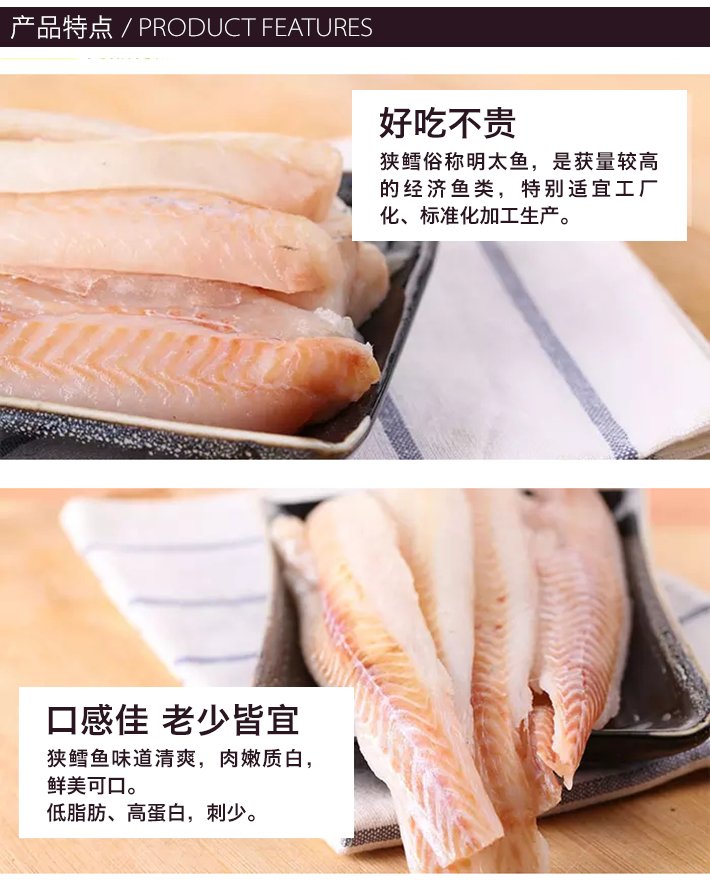 产品特点 / PRODUCT FEATURES
好吃不贵
狭鳕俗称明太鱼，是获量较高
的经济鱼类，特别适宜工厂
化、标准化加工生产。
口感佳 老少皆宜
狭鳕鱼味道清爽，肉嫩质白，
鲜美可口。
低脂肪、高蛋白，刺少。